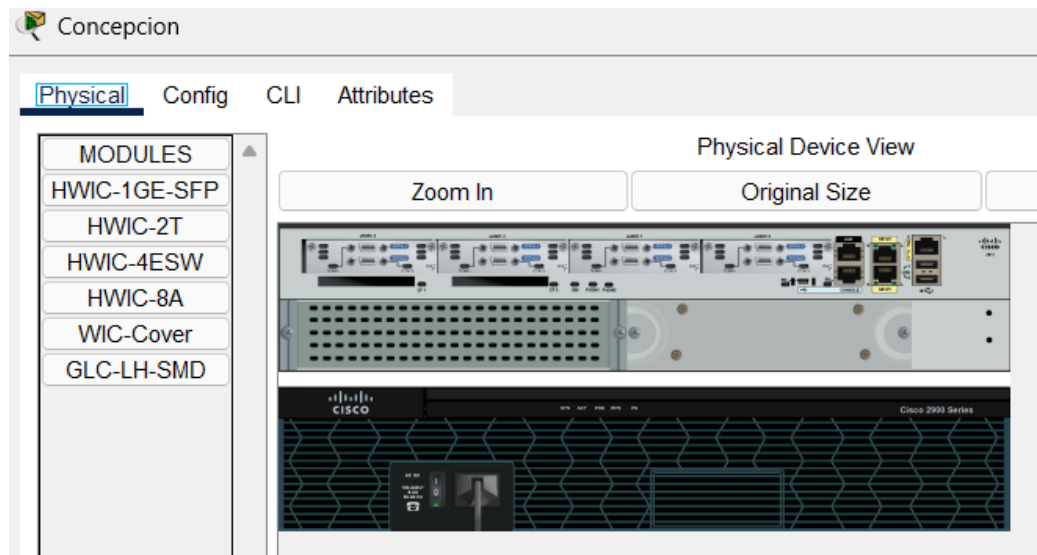 Concepcion
Physical Config CLI Attributes
MODULES
HWIC-1GE-SFP
HWIC-2T
HWIC-4ESW
HWIC-8A
WIC-Cover
GLC-LH-SMD
Physical Device View
Zoom In Original Size
CISCO
Cisco 2900 Series